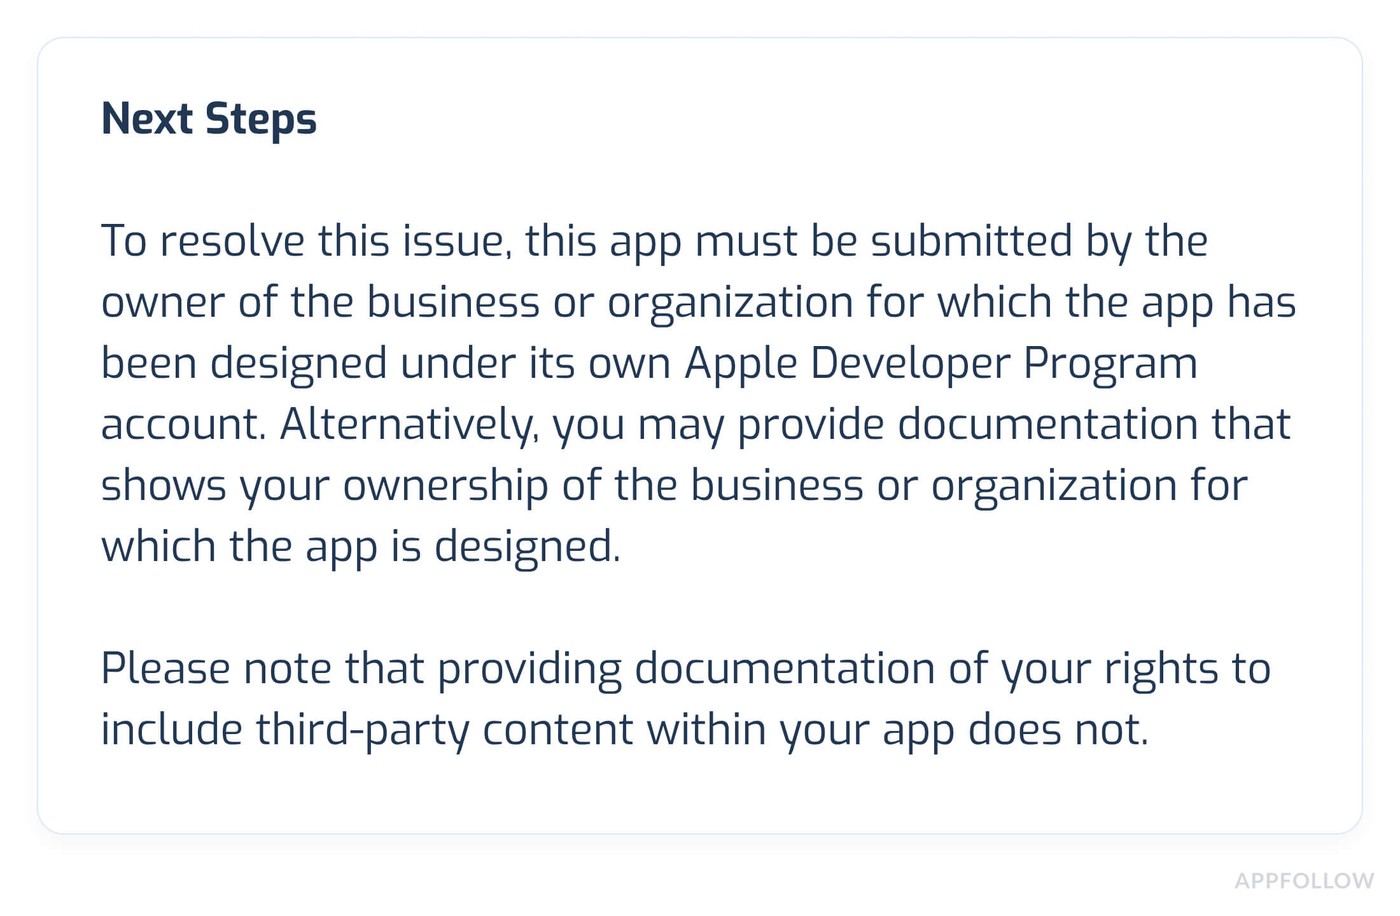 Next Steps
To resolve this issue, this app must be submitted by the
owner of the business or organization for which the app has
been designed under its own Apple Developer Program
account. Alternatively, you may provide documentation that
shows your ownership of the business or organization for
which the app is designed.
Please note that providing documentation of your rights to
include third-party content within your app does not.
APPFOLLOW